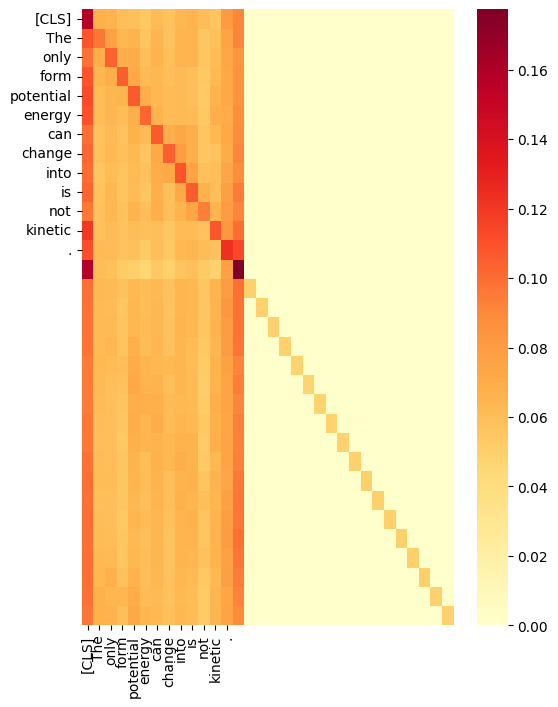 [CLS]
The
only
form
potential
energy
can
change
into
is
not
kinetic
.
0.16
0.14
0.12
0.10
0.08
0.06
0.04
0.02
0.00
[CLS]
The
only
form
potential
energy
can
change
into
is
not
kinetic
.